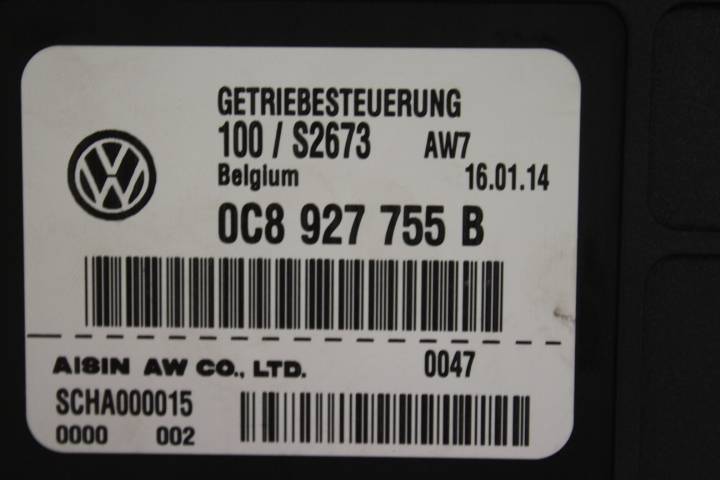 GETRIEBESTEUERUNG
100 / S2673 AW7
Belgium 16.01.14
0C8 927 755 B
AISIN AW CO., LTD. 0047
SCHA000015
0000 002